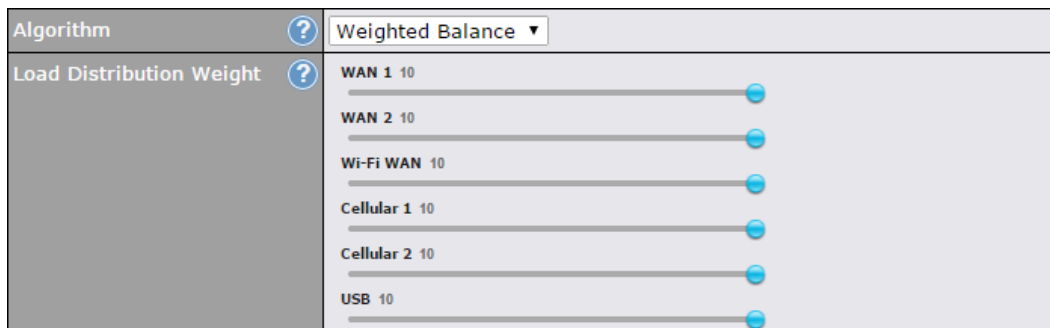 Algorithm ? Weighted Balance ▼
Load Distribution Weight ? WAN 1 10
WAN 2 10
Wi-Fi WAN 10
Cellular 1 10
Cellular 2 10
USB 10